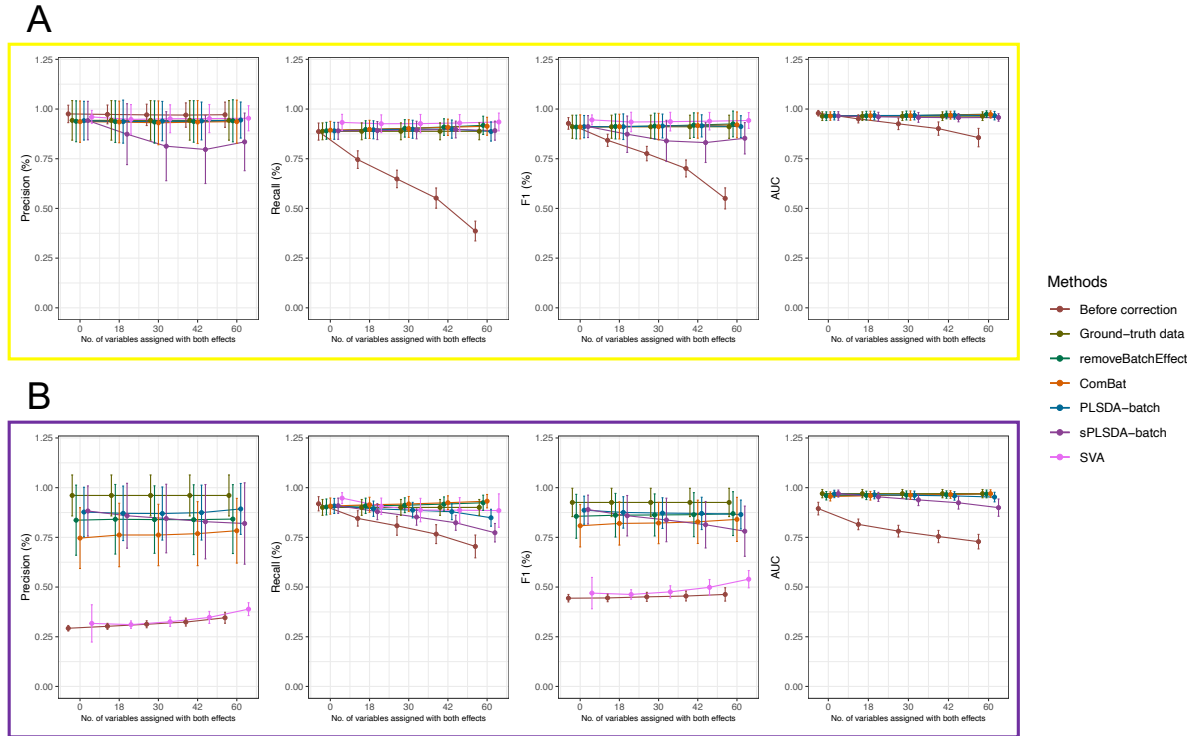 A
1.25
1.00
0.75
0.50
0.25
0.00
Precision (%)
0 18 30 42 60
No. of variables assigned with both effects
1.25
1.00
0.75
0.50
0.25
0.00
Recall (%)
0 18 30 42 60
No. of variables assigned with both effects
1.25
1.00
0.75
0.50
0.25
0.00
F1 (%)
0 18 30 42 60
No. of variables assigned with both effects
1.25
1.00
0.75
0.50
0.25
0.00
AUC
0 18 30 42 60
No. of variables assigned with both effects
Methods
Before correction
Ground−truth data
removeBatchEffect
ComBat
PLSDA−batch
sPLSDA−batch
SVA
B
1.25
1.00
0.75
0.50
0.25
0.00
Precision (%)
0 18 30 42 60
No. of variables assigned with both effects
1.25
1.00
0.75
0.50
0.25
0.00
Recall (%)
0 18 30 42 60
No. of variables assigned with both effects
1.25
1.00
0.75
0.50
0.25
0.00
F1 (%)
0 18 30 42 60
No. of variables assigned with both effects
1.25
1.00
0.75
0.50
0.25
0.00
AUC
0 18 30 42 60
No. of variables assigned with both effects